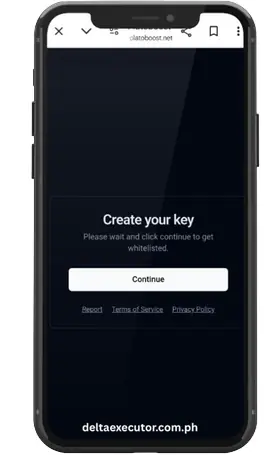 platoboost.net
Create your key
Please wait and click continue to get
whitelisted.
Continue
Report Terms of Service Privacy Policy
deltaexecutor.com.ph